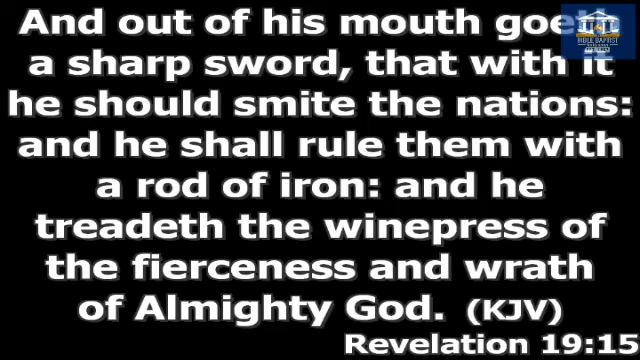 And out of his mouth goeth
a sharp sword, that with it
he should smite the nations:
and he shall rule them with
a rod of iron: and he
treadeth the winepress of
the fierceness and wrath
of Almighty God. (KJV)
Revelation 19:15
BIBLE BAPTIST